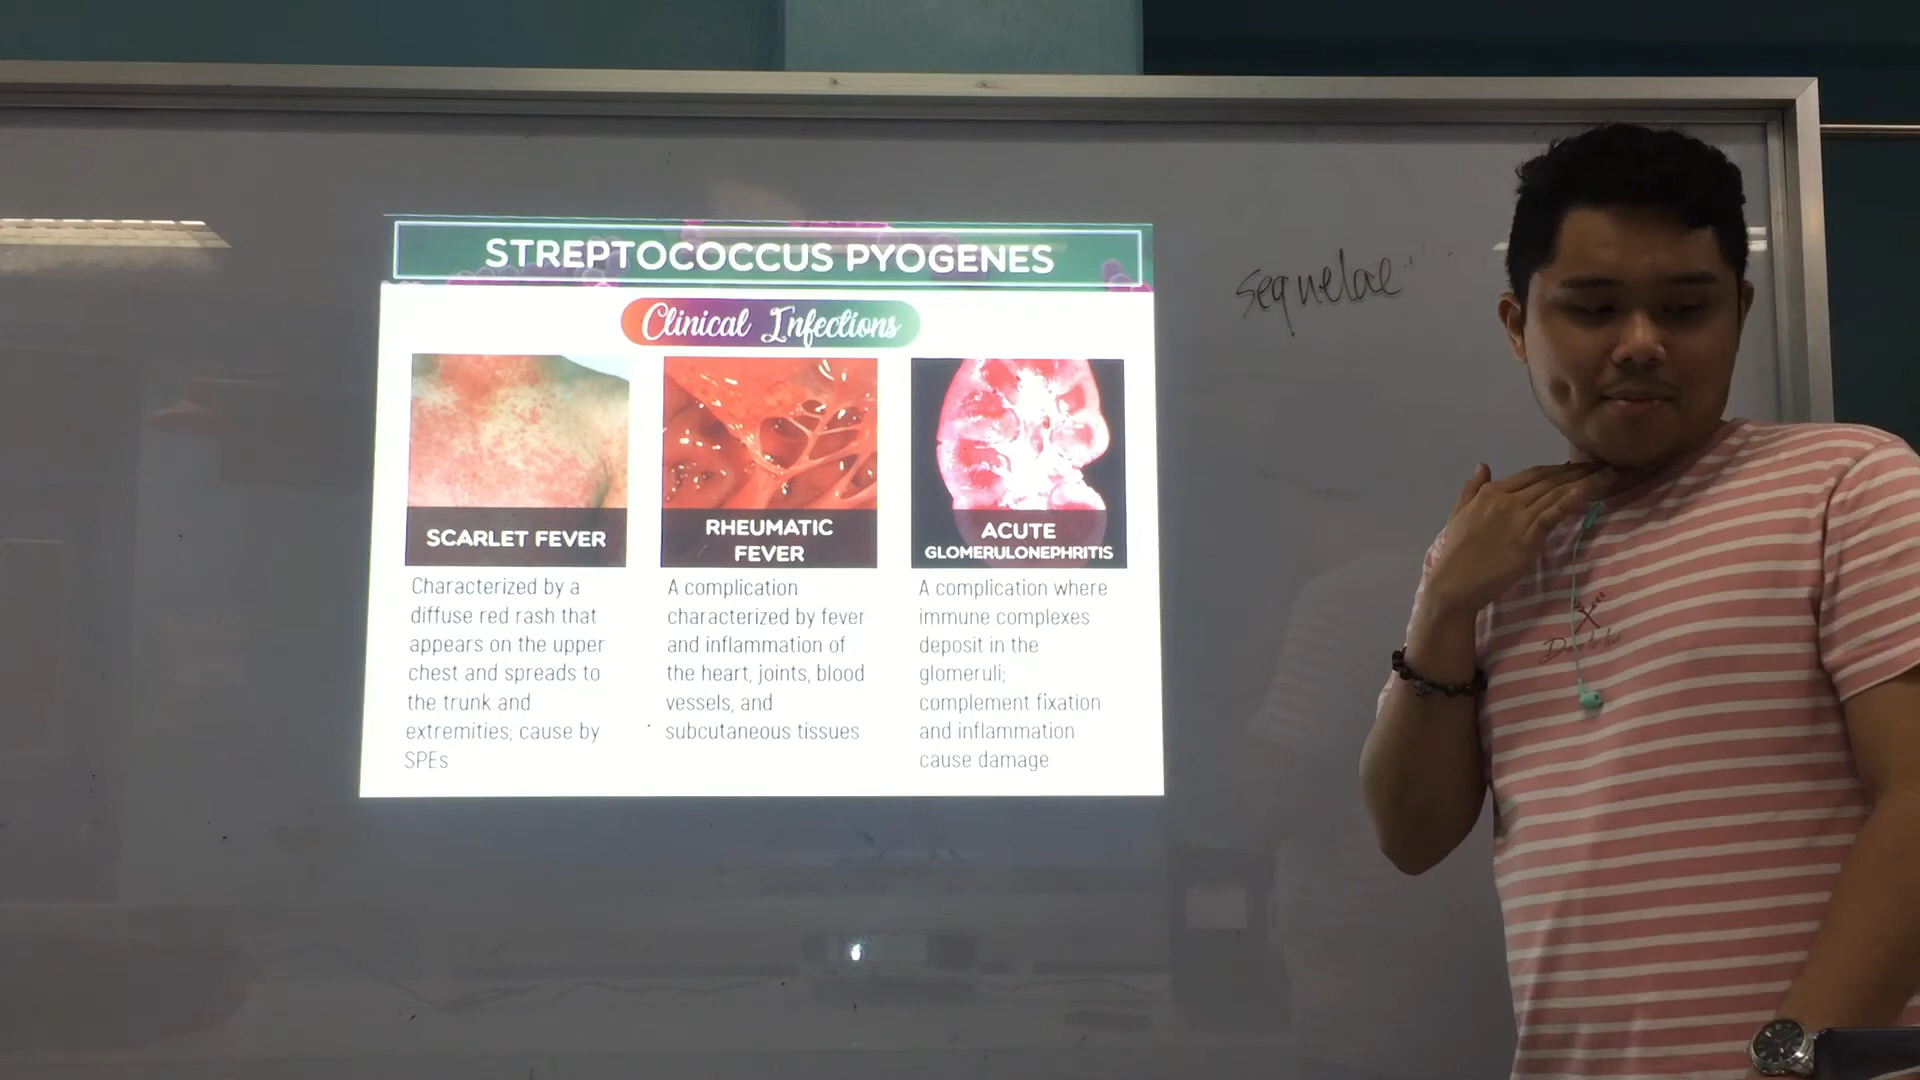 STREPTOCOCCUS PYOGENES
Clinical Infections
SCARLET FEVER
Characterized by a
diffuse red rash that
appears on the upper
chest and spreads to
the trunk and
extremities; cause by
SPEs
RHEUMATIC
FEVER
A complication
characterized by fever
and inflammation of
the heart, joints, blood
vessels, and
subcutaneous tissues
ACUTE
GLOMERULONEPHRITIS
A complication where
immune complexes
deposit in the
glomeruli;
complement fixation
and inflammation
cause damage
sequelae